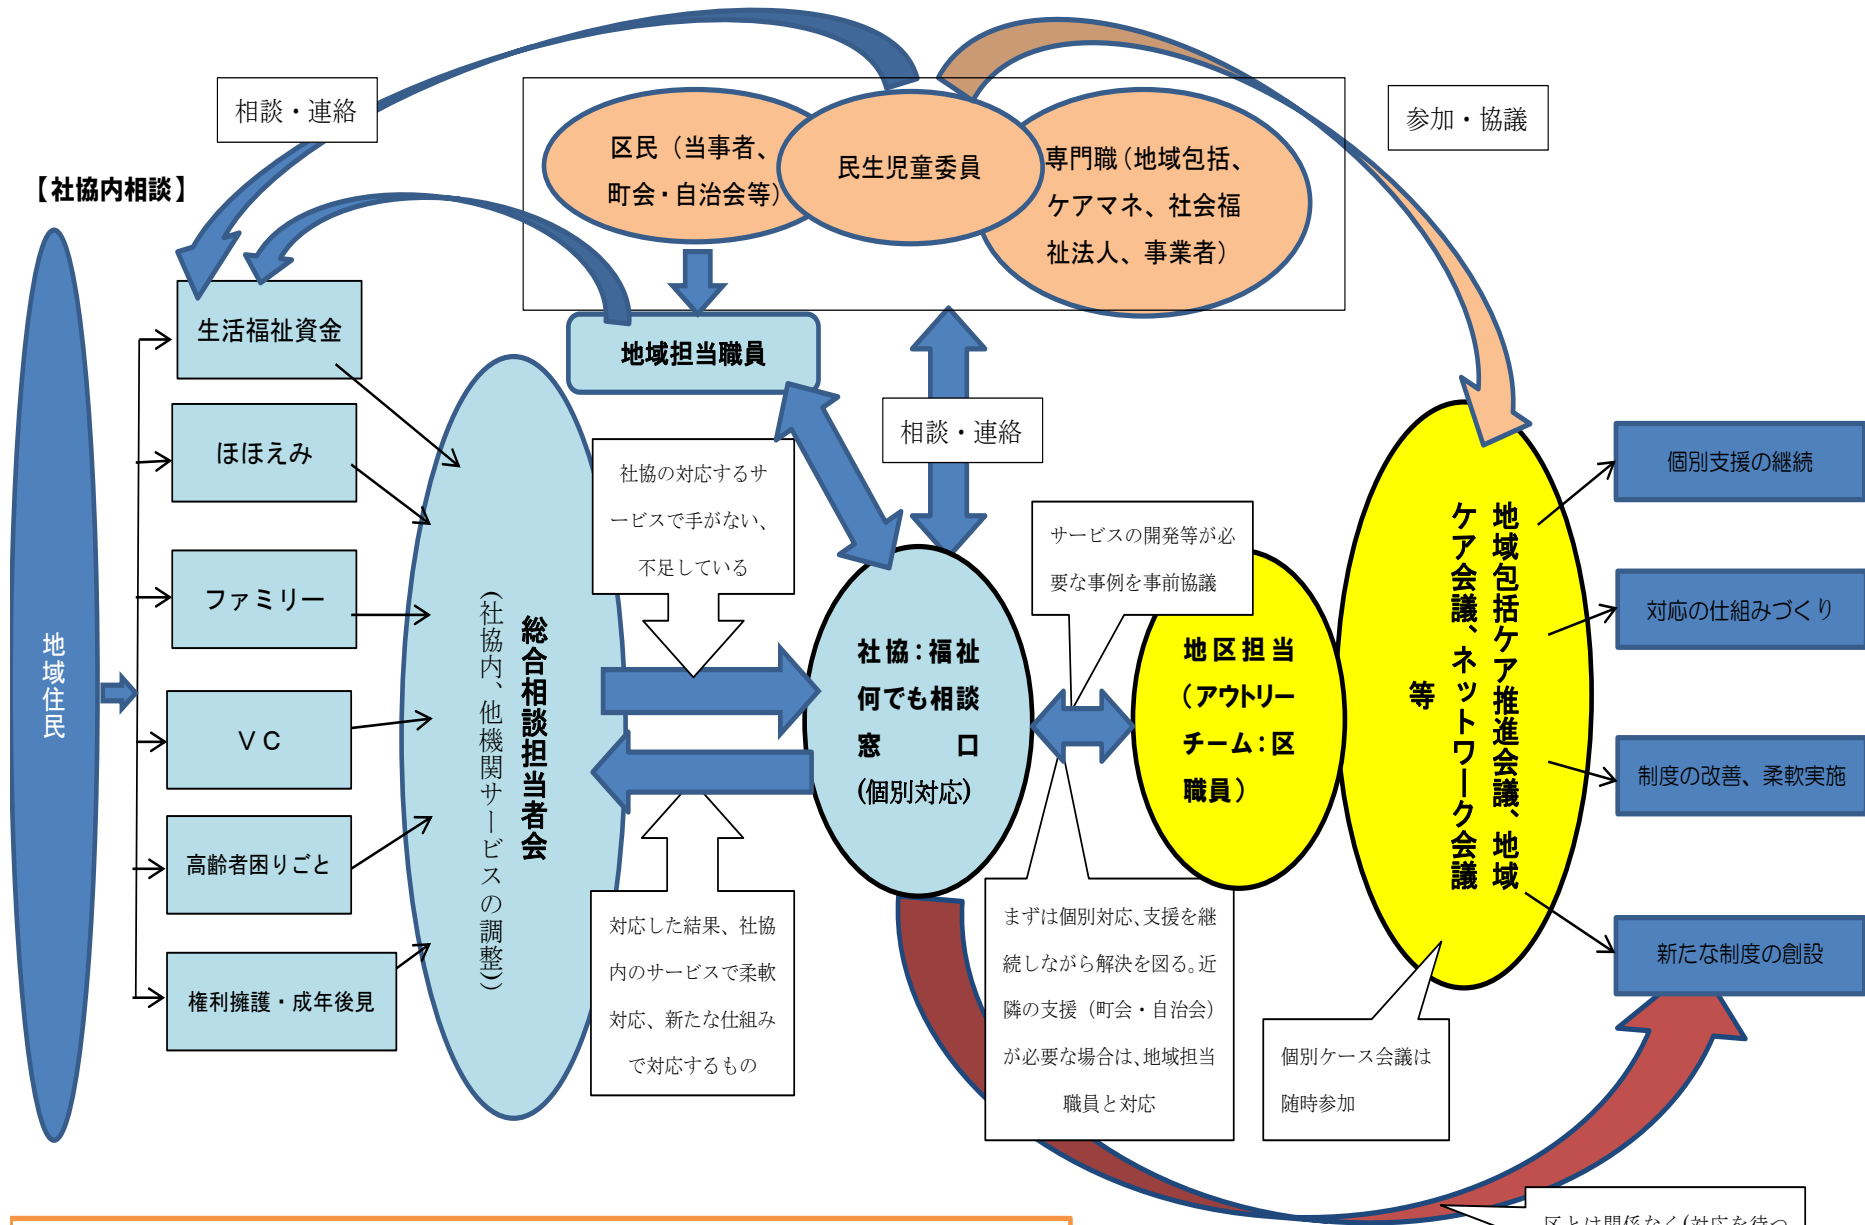 相談・連絡
参加・協議
区民（当事者、
町会・自治会等）
民生児童委員
専門職（地域包括、
ケアマネ、社会福
祉法人、事業者）
【社協内相談】
地域住民
生活福祉資金
ほほえみ
ファミリー
ＶＣ
高齢者困りごと
権利擁護・成年後見
地域担当職員
相談・連絡
総合相談担当者会
（社協内、他機関サービスの調整）
社協の対応するサ
ービスで手がない、
不足している
対応した結果、社協
内のサービスで柔軟
対応、新たな仕組み
で対応するもの
社協：福祉
何でも相談
窓　　口
(個別対応)
サービスの開発等が必
要な事例を事前協議
まずは個別対応、支援を継
続しながら解決を図る。近
隣の支援（町会・自治会）
が必要な場合は、地域担当
職員と対応
地区担当
（アウトリー
チーム：区
職員）
地域包括ケア推進会議、地域
ケア会議、ネットワーク会議
等
個別ケース会議は
随時参加
個別支援の継続
対応の仕組みづくり
制度の改善、柔軟実施
新たな制度の創設
区とは関係なく(対応を待つ